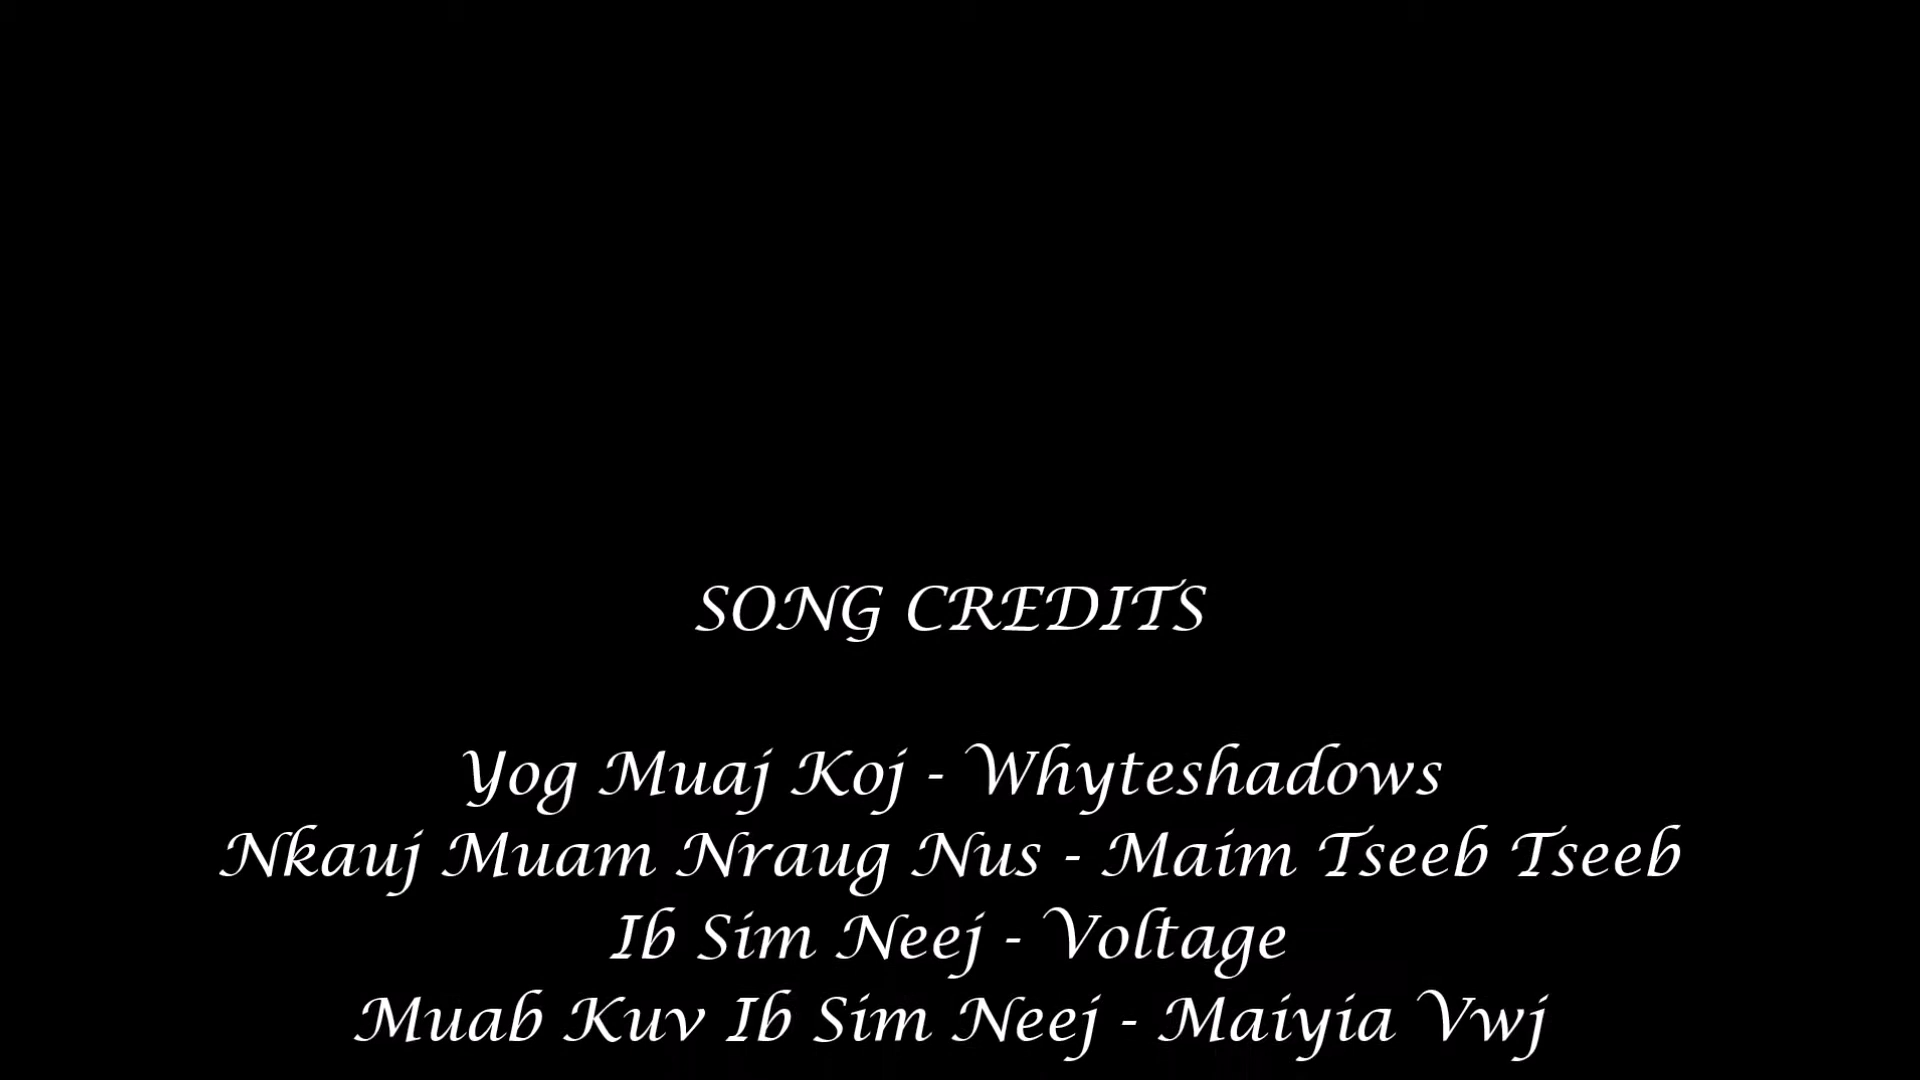 SONG CREDITS
Yog Muaj Koj - Whyteshadows
Nkauj Muam Nraug Nus - Maim Tseeb Tseeb
Ib Sim Neej - Voltage
Muab Kuv Ib Sim Neej - Maiyia Vwj